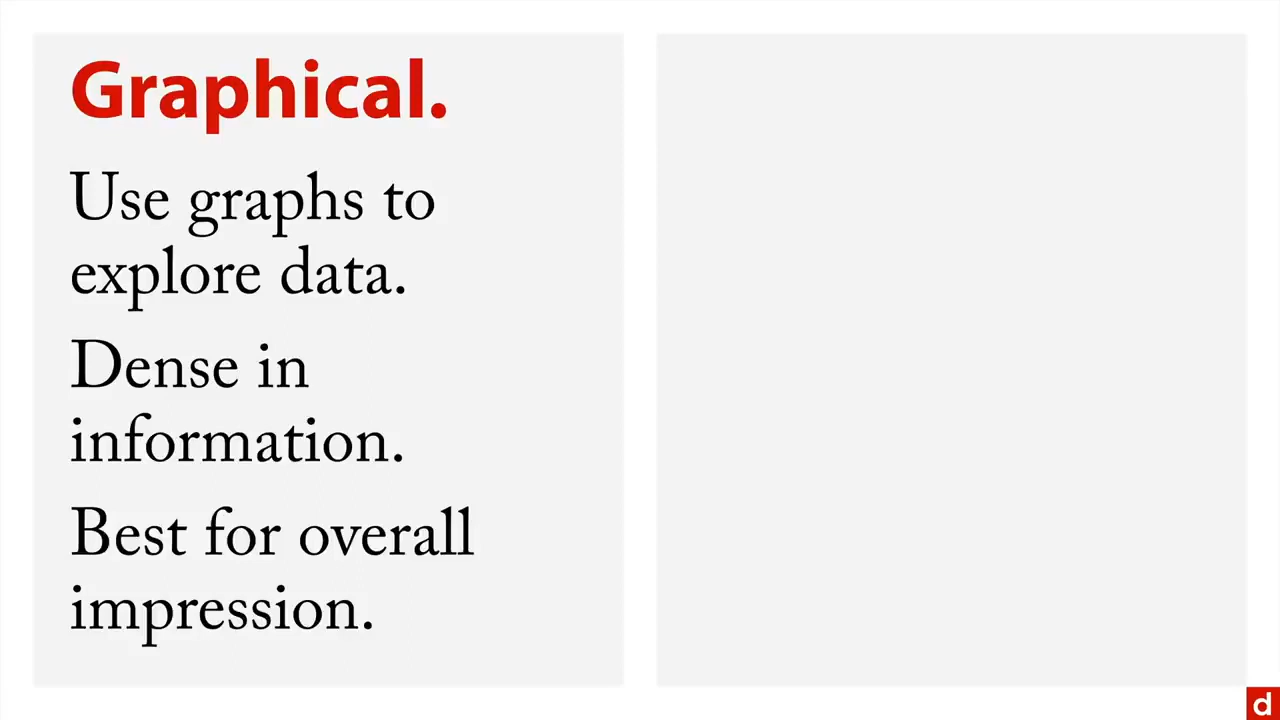 Graphical.
Use graphs to
explore data.
Dense in
information.
Best for overall
impression.
d